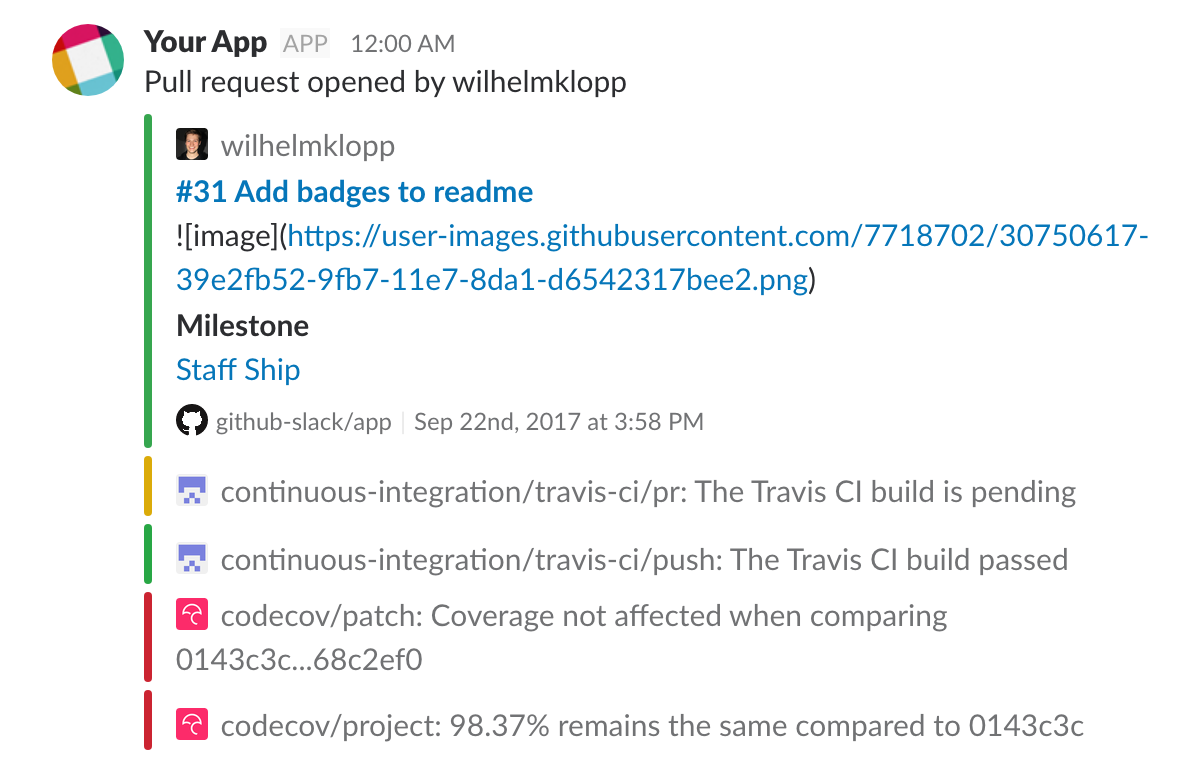 Your App APP 12:00 AM
Pull request opened by wilhelmklopp
wilhelmklopp
#31 Add badges to readme
![image](https://user-images.githubusercontent.com/7718702/30750617-
39e2fb52-9fb7-11e7-8da1-d6542317bee2.png)
Milestone
Staff Ship
github-slack/app | Sep 22nd, 2017 at 3:58 PM
continuous-integration/travis-ci/pr: The Travis CI build is pending
continuous-integration/travis-ci/push: The Travis CI build passed
codecov/patch: Coverage not affected when comparing
0143c3c...68c2ef0
codecov/project: 98.37% remains the same compared to 0143c3c